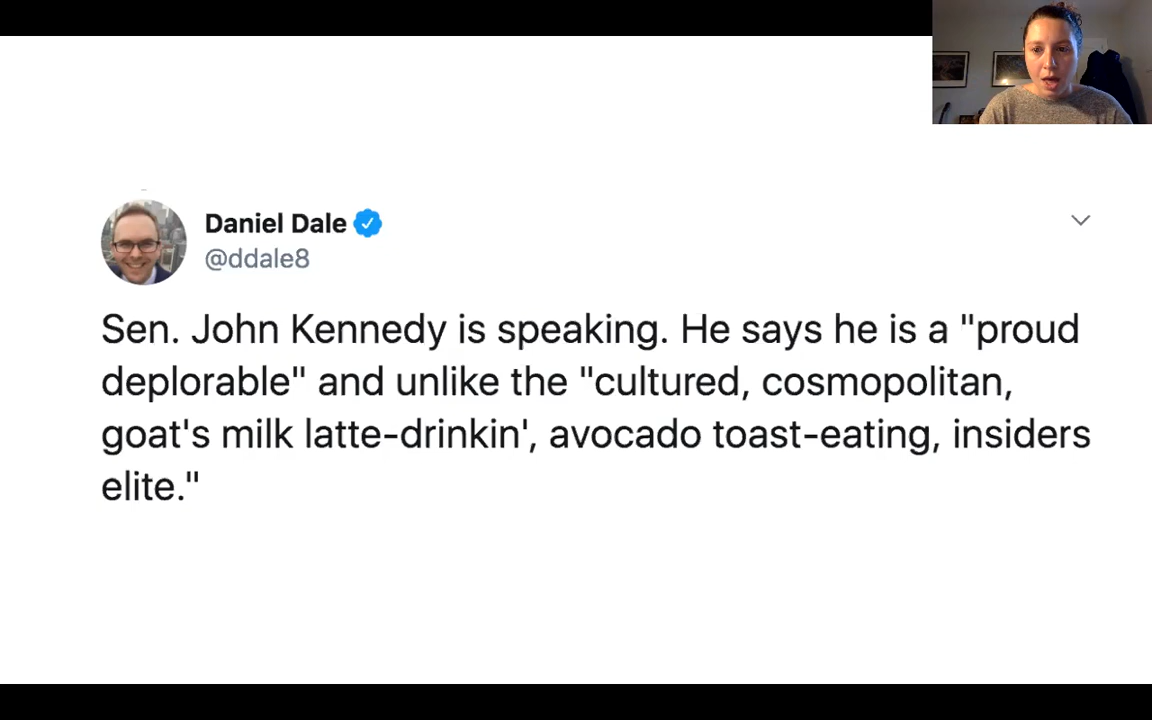 Daniel Dale
@ddale8
Sen. John Kennedy is speaking. He says he is a "proud
deplorable" and unlike the "cultured, cosmopolitan,
goat's milk latte-drinkin', avocado toast-eating, insiders
elite."